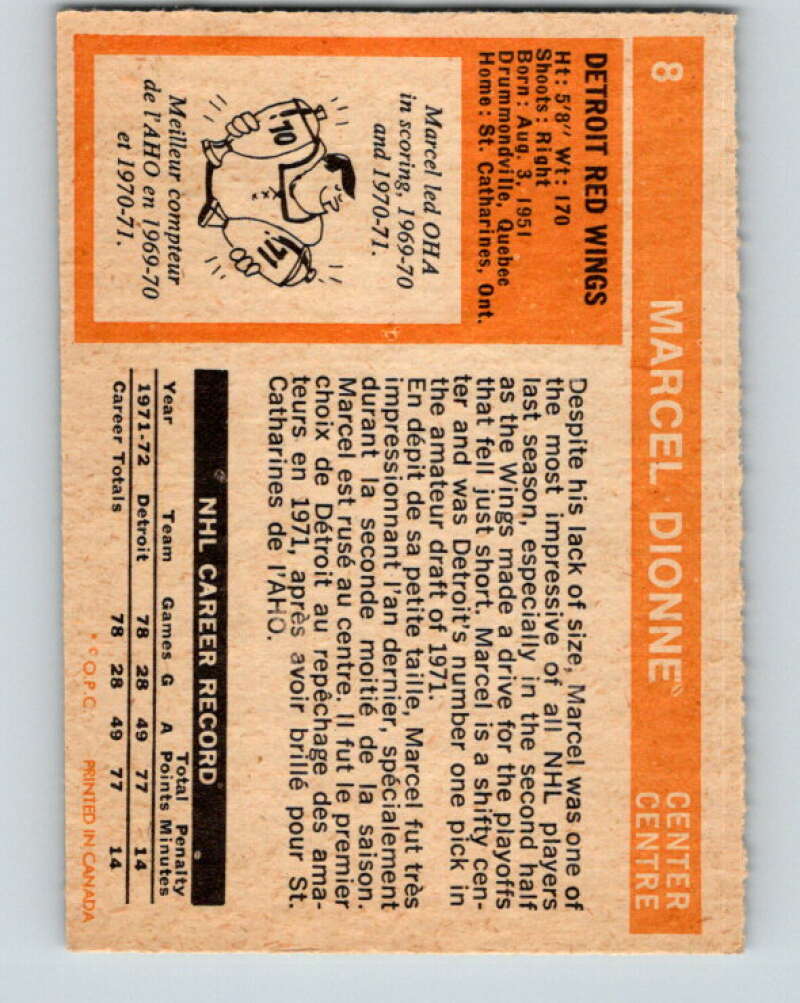 8 MARCEL DIONNE CENTER
CENTRE
DETROIT RED WINGS
Ht: 5'8" Wt: 170
Shoots: Right
Born: Aug. 3, 1951
Drummondville, Quebec
Home: St. Catharines, Ont.
Marcel led OHA
in scoring, 1969-70
and 1970-71.
'70
'71
Meilleur compteur
de l'AHO en 1969-70
et 1970-71.
Despite his lack of size, Marcel was one of
the most impressive of all NHL players
last season, especially in the second half
as the Wings made a drive for the playoffs
that fell just short. Marcel is a shifty cen-
ter and was Detroit's number one pick in
the amateur draft of 1971.
En dépit de sa petite taille, Marcel fut très
impressionnant l'an dernier, spécialement
durant la seconde moitié de la saison.
Marcel est rusé au centre. Il fut le premier
choix de Détroit au repêchage des ama-
teurs en 1971, après avoir brillé pour St.
Catharines de l'AHO.
NHL CAREER RECORD
Total Penalty
Year Team Games G A Points Minutes
1971-72 Detroit 78 28 49 77 14
Career Totals 78 28 49 77 14
* © O.P.C. PRINTED IN CANADA